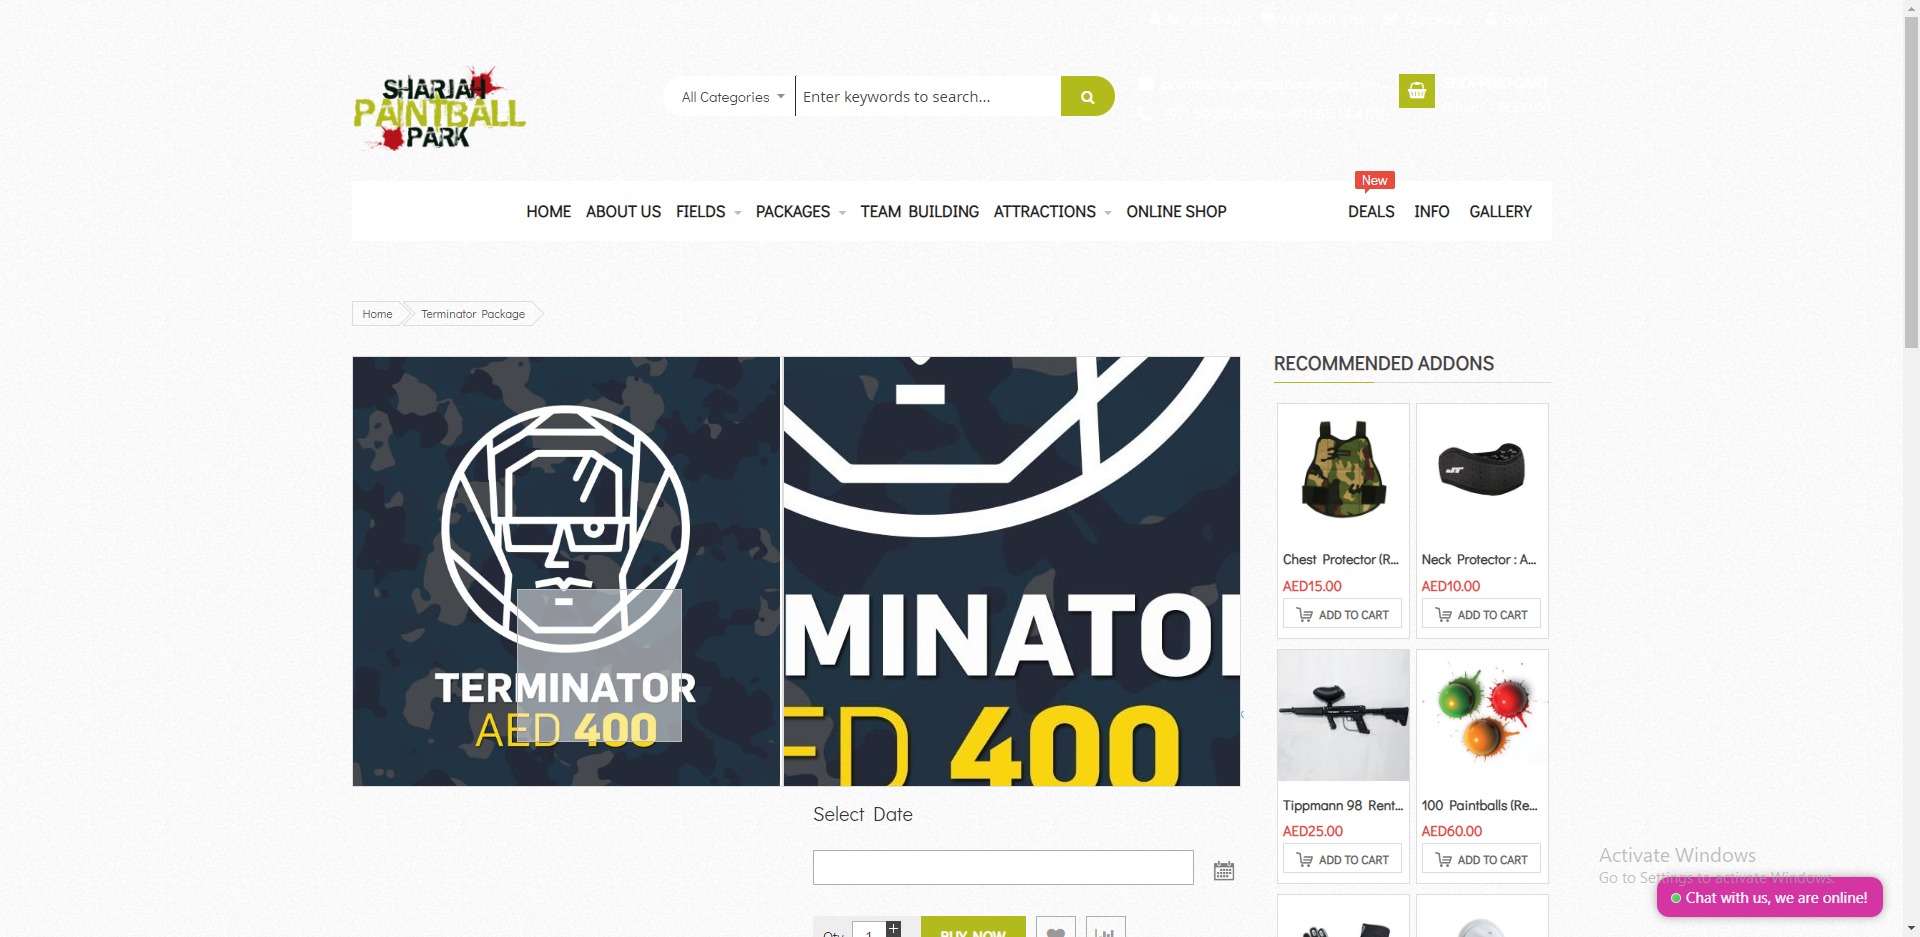 SHARJAH
PAINTBALL
PARK
All Categories
Enter keywords to search...
New
HOME ABOUT US FIELDS PACKAGES TEAM BUILDING ATTRACTIONS ONLINE SHOP DEALS INFO GALLERY
Home Terminator Package
TERMINATOR
AED 400
MINATO
ED 400
RECOMMENDED ADDONS
JT
Chest Protector (R... Neck Protector : A...
AED15.00 AED10.00
ADD TO CART ADD TO CART
Tippmann 98 Rent... 100 Paintballs (Re...
AED25.00 AED60.00
ADD TO CART ADD TO CART
Select Date
Qty 1 + BUY NOW
Activate Windows
Go to Settings to activate Windows.
Chat with us, we are online!